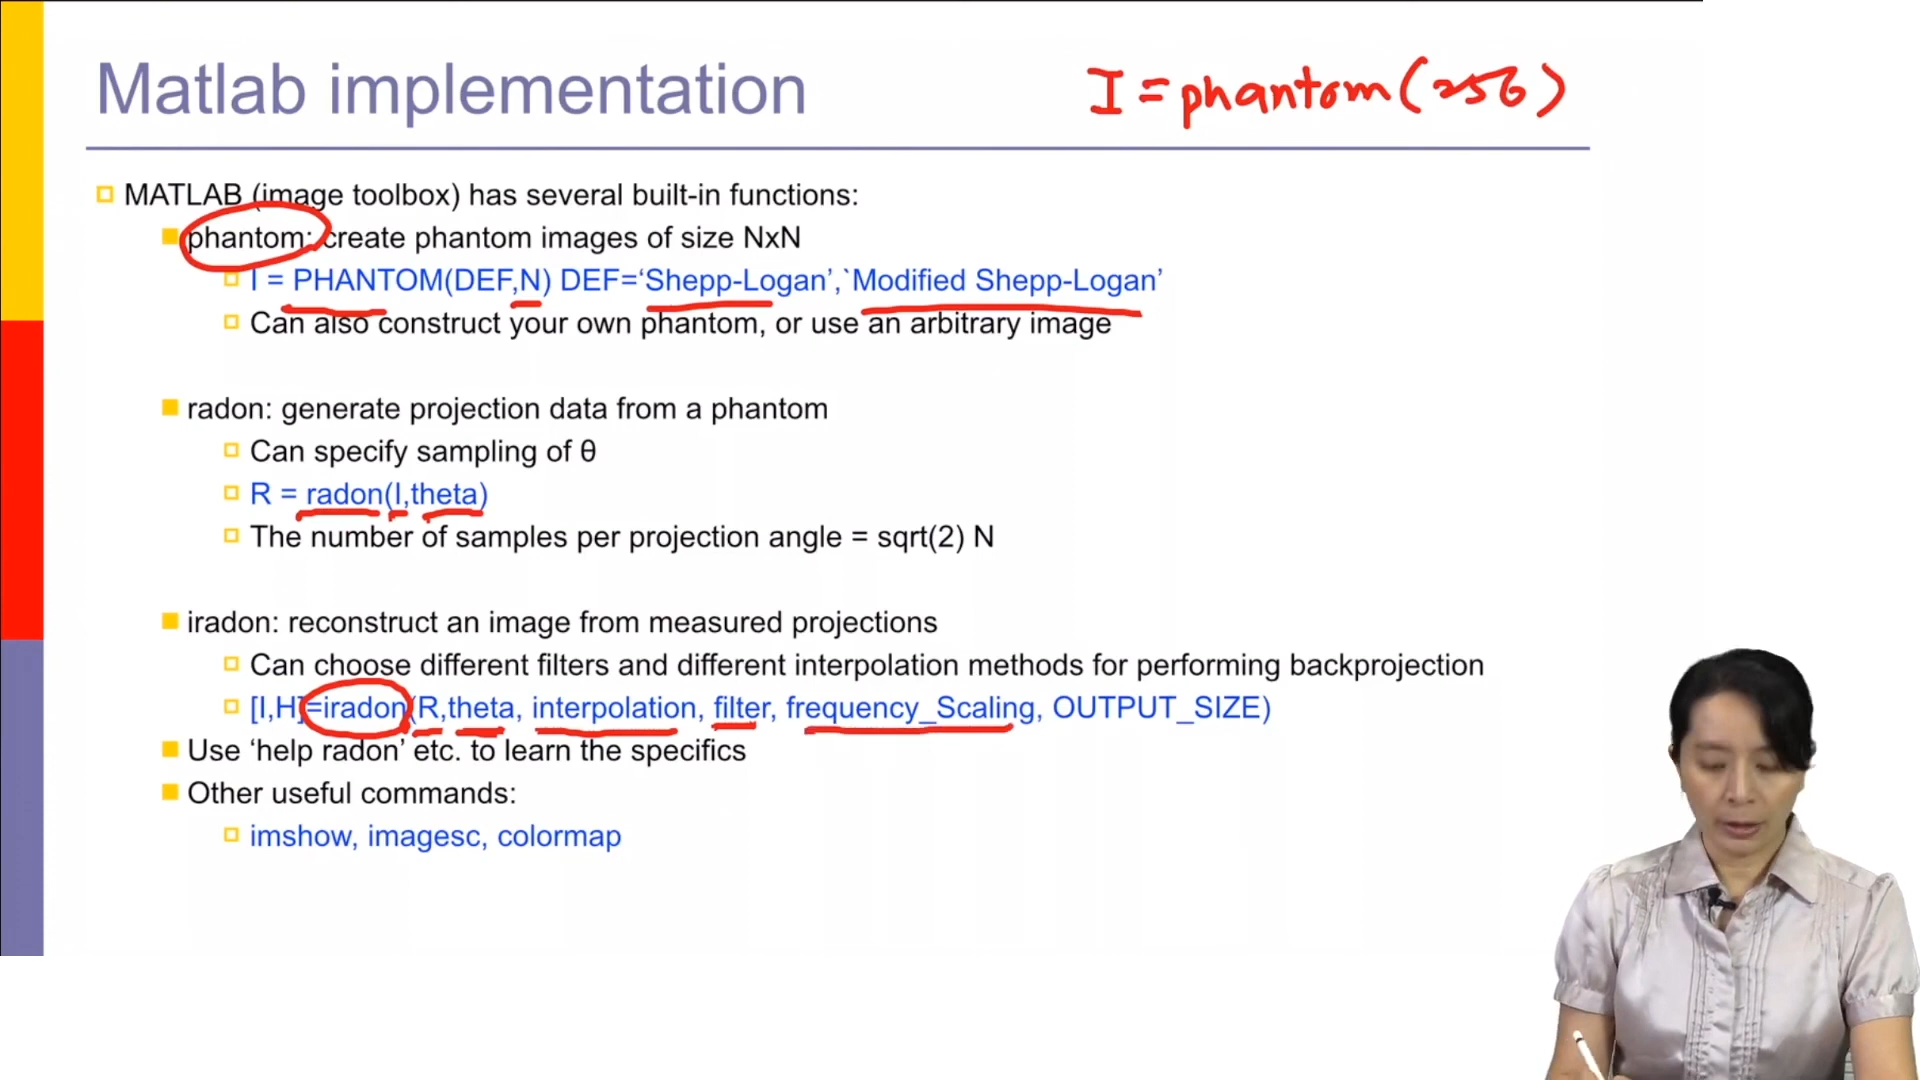 Matlab implementation
I = phantom(256)
MATLAB (image toolbox) has several built-in functions:
phantom: create phantom images of size NxN
I = PHANTOM(DEF,N) DEF=‘Shepp-Logan’,`Modified Shepp-Logan’
Can also construct your own phantom, or use an arbitrary image
radon: generate projection data from a phantom
Can specify sampling of θ
R = radon(I,theta)
The number of samples per projection angle = sqrt(2) N
iradon: reconstruct an image from measured projections
Can choose different filters and different interpolation methods for performing backprojection
[I,H]=iradon(R,theta, interpolation, filter, frequency_Scaling, OUTPUT_SIZE)
Use ‘help radon’ etc. to learn the specifics
Other useful commands:
imshow, imagesc, colormap